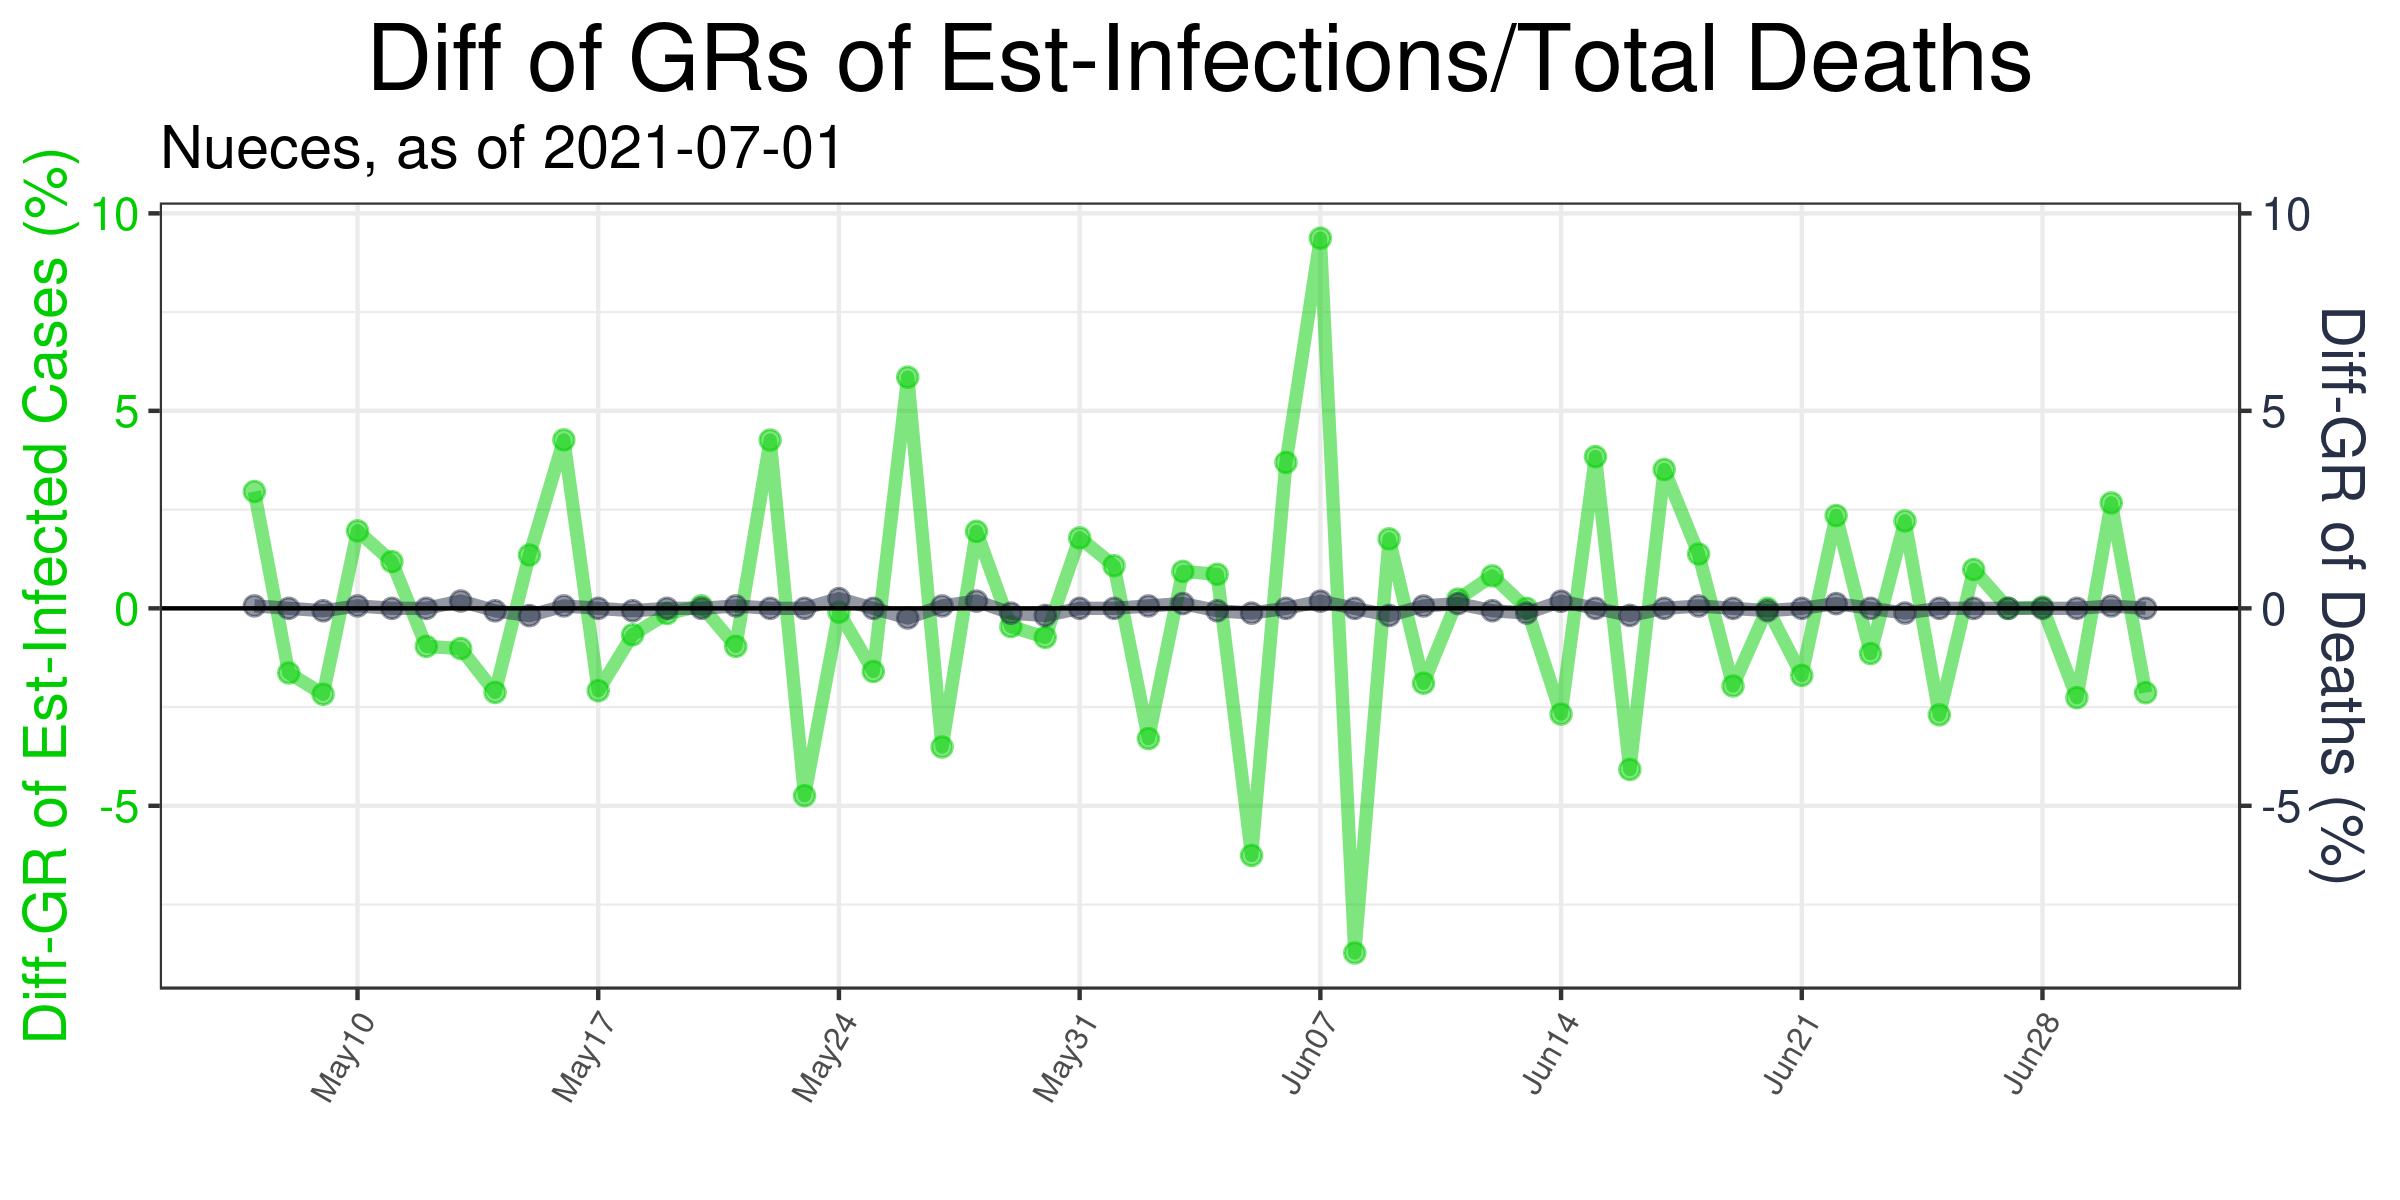 Diff of GRs of Est-Infections/Total Deaths
Nueces, as of 2021-07-01
Diff-GR of Est-Infected Cases (%)
10
5
0
-5
10
5
0
-5
Diff-GR of Deaths (%)
May10
May17
May24
May31
Jun07
Jun14
Jun21
Jun28